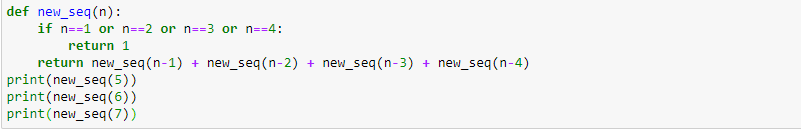 def new_seq(n):
    if n==1 or n==2 or n==3 or n==4:
        return 1
    return new_seq(n-1) + new_seq(n-2) + new_seq(n-3) + new_seq(n-4)
print(new_seq(5))
print(new_seq(6))
print(new_seq(7))